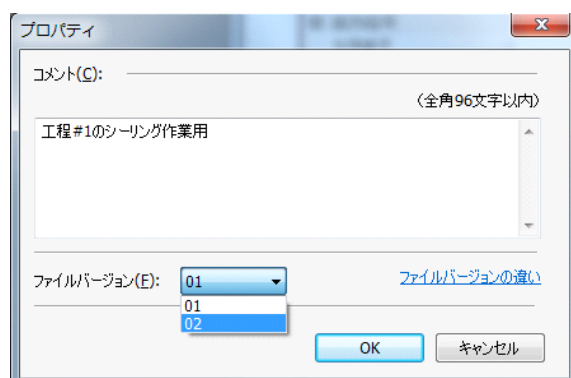 プロパティ
コメント(C):
(全角96文字以内)
工程#1のシーリング作業用
ファイルバージョン(F):
01
ファイルバージョンの違い
01
02
OK
キャンセル